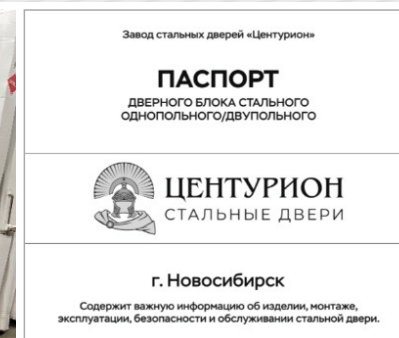 Завод стальных дверей «Центурион»
ПАСПОРТ
ДВЕРНОГО БЛОКА СТАЛЬНОГО
ОДНОПОЛЬНОГО/ДВУПОЛЬНОГО
ЦЕНТУРИОН
СТАЛЬНЫЕ ДВЕРИ
г. Новосибирск
Содержит важную информацию об изделии, монтаже,
эксплуатации, безопасности и обслуживании стальной двери.